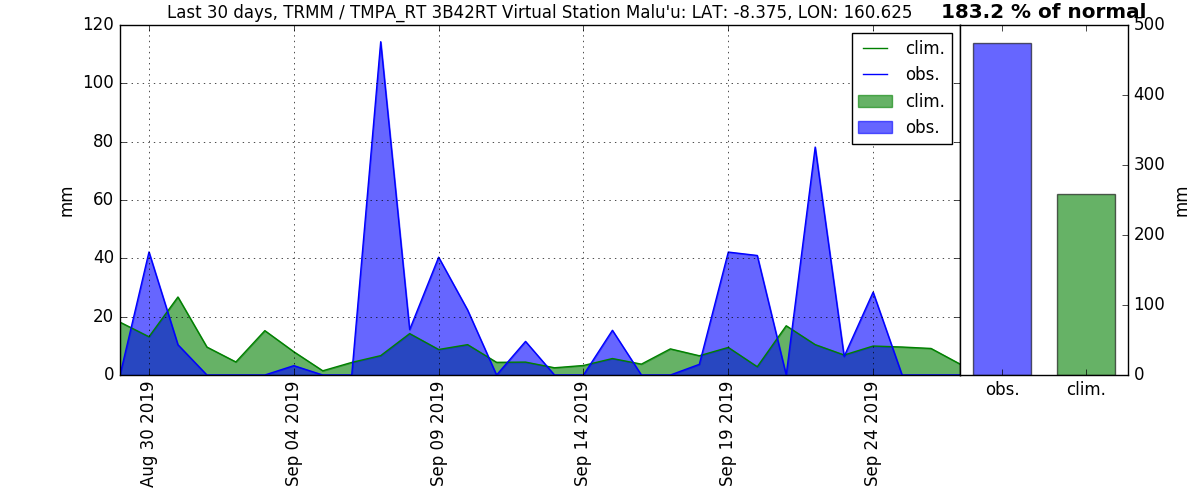 Last 30 days, TRMM / TMPA_RT 3B42RT Virtual Station Malu'u: LAT: -8.375, LON: 160.625
183.2 % of normal
120
100
80
60
40
20
0
mm
clim.
obs.
clim.
obs.
Aug 30 2019
Sep 04 2019
Sep 09 2019
Sep 14 2019
Sep 19 2019
Sep 24 2019
500
400
300
200
100
0
mm
obs.
clim.